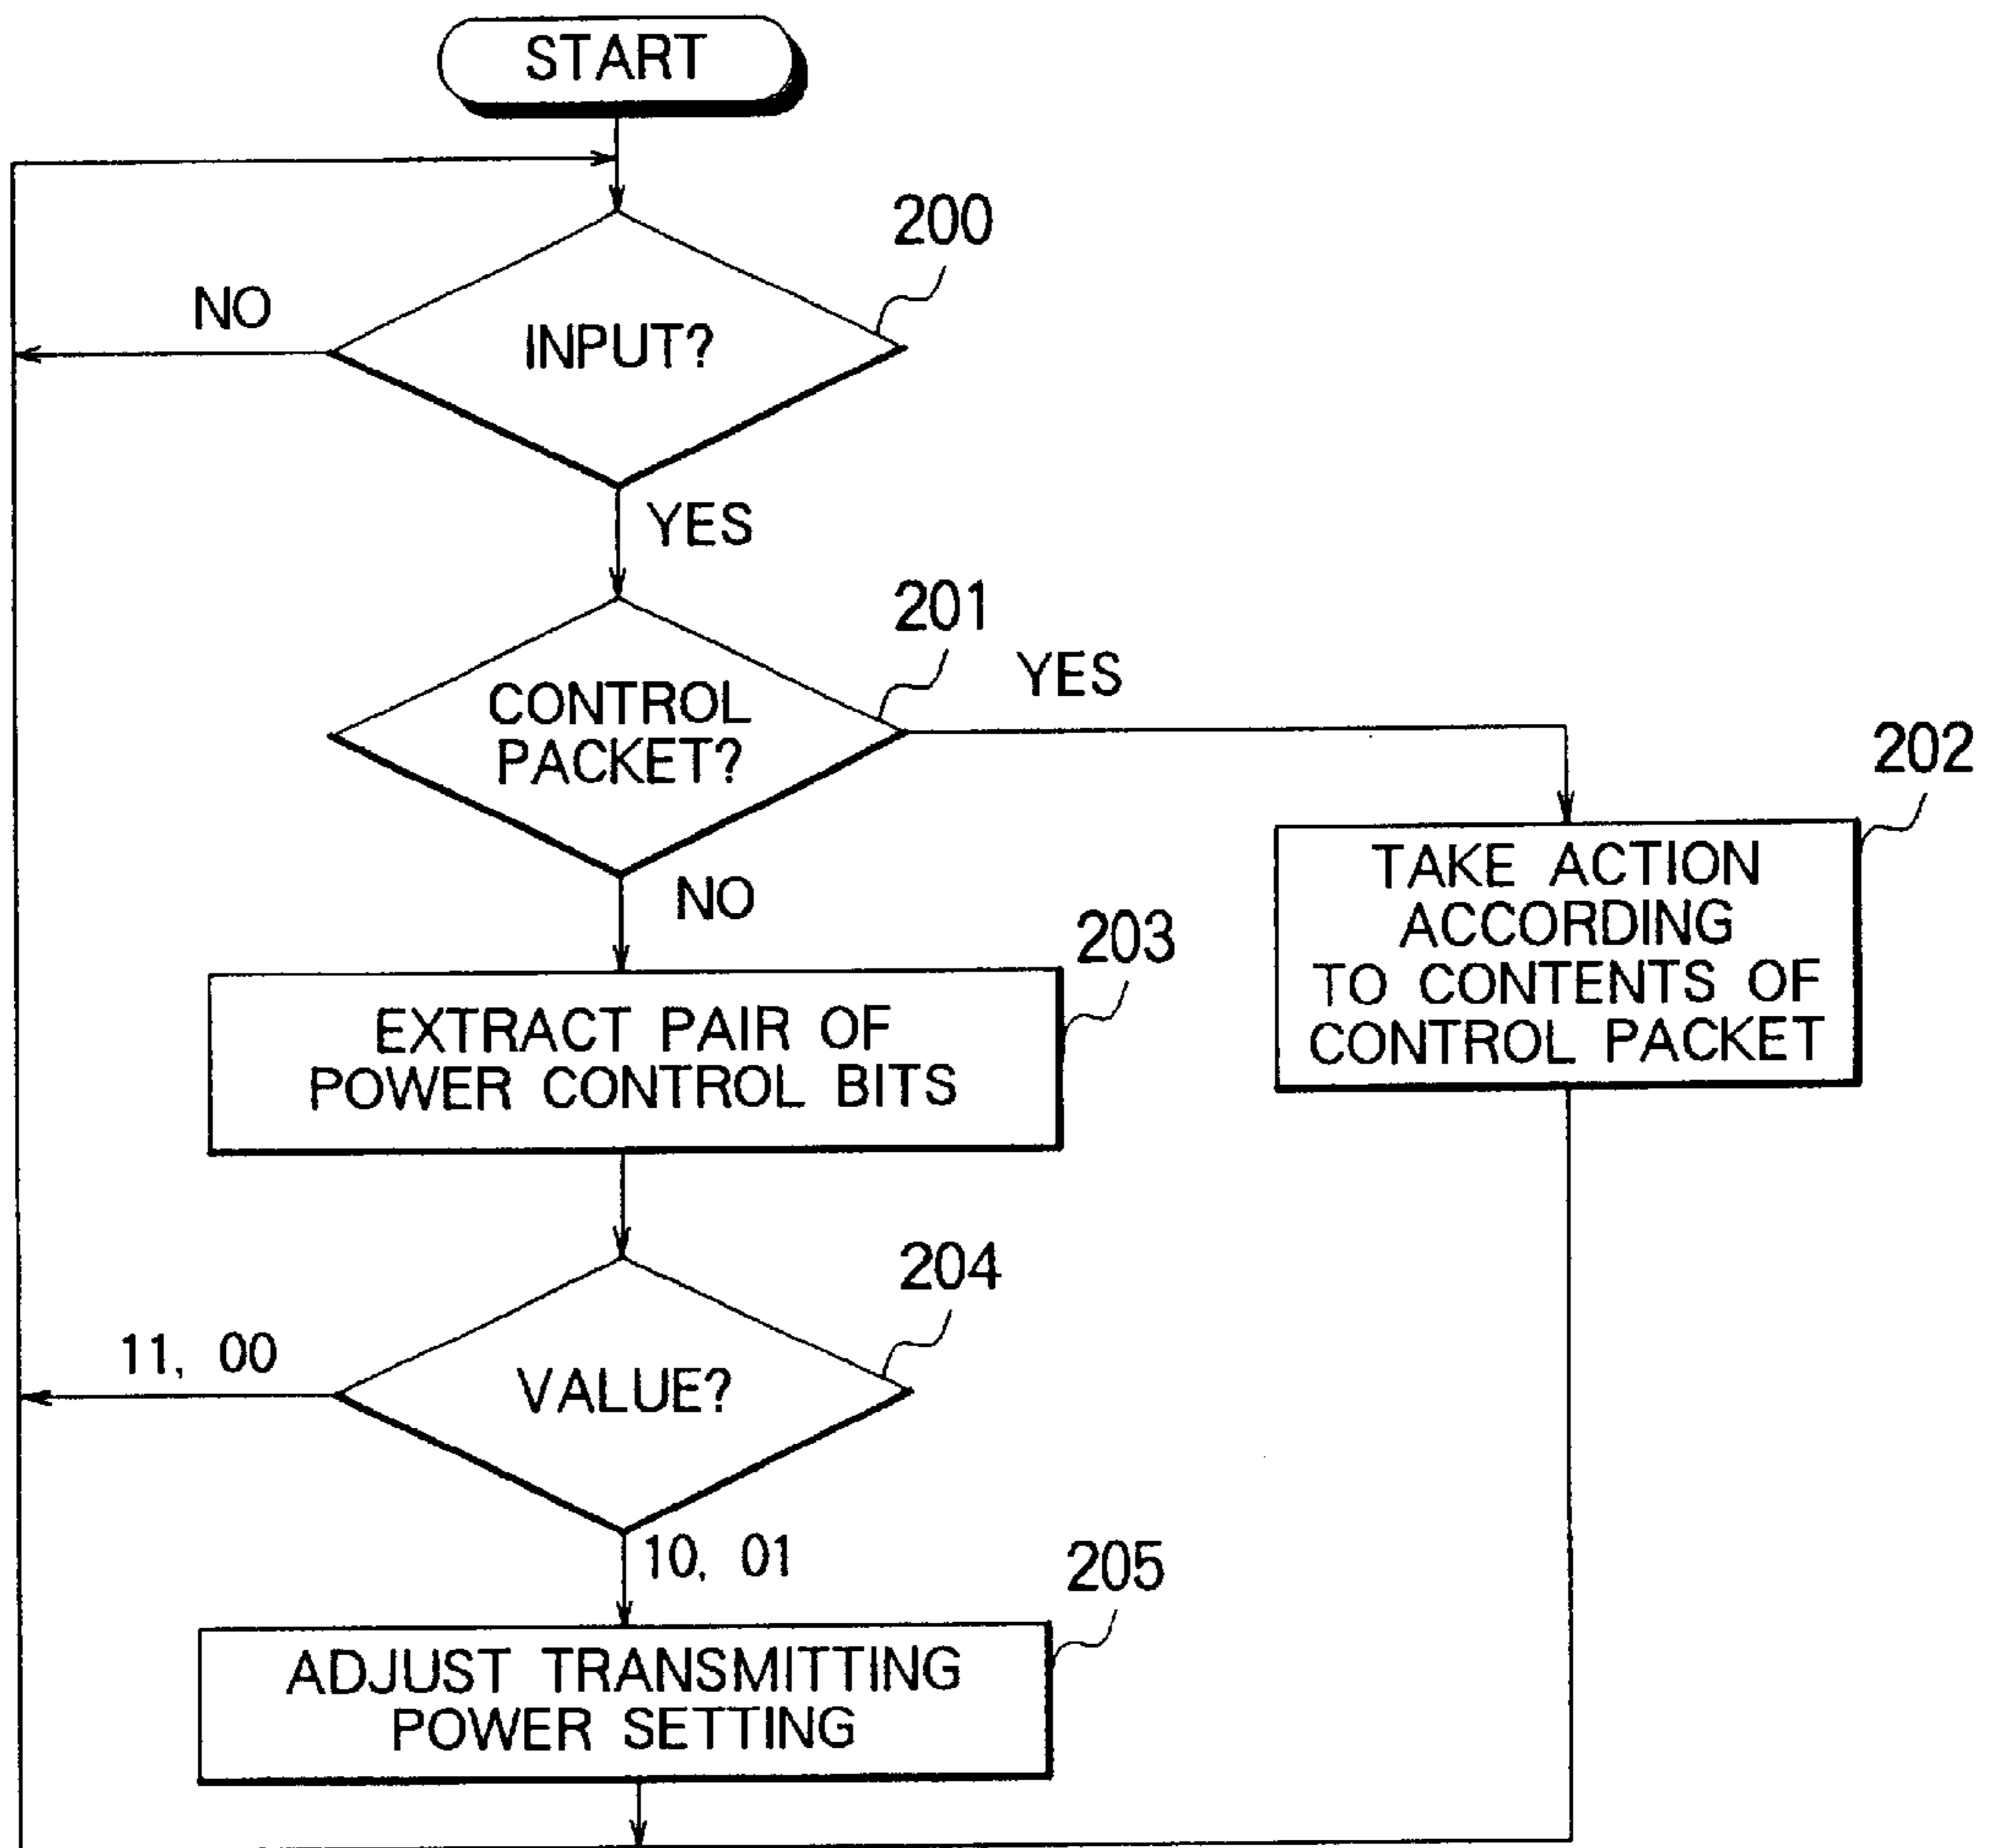 START
200
NO
INPUT?
YES
201
YES
CONTROL
PACKET?
202
NO
TAKE ACTION
ACCORDING
TO CONTENTS OF
CONTROL PACKET
203
EXTRACT PAIR OF
POWER CONTROL BITS
204
11, 00
VALUE?
10, 01
205
ADJUST TRANSMITTING
POWER SETTING